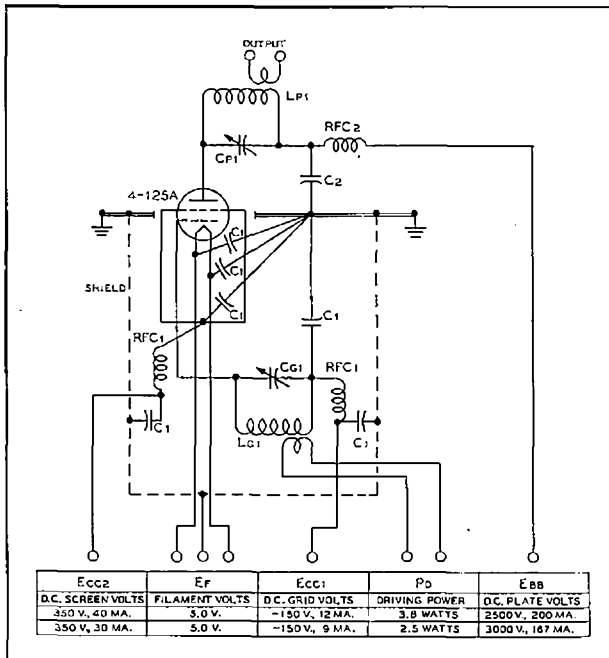 OUTPUT
LP1
RFC2
CP1
C2
4-125A
C1
C1
C1
SHIELD
C1
RFC1
CG1
RFC1
C1
LG1
C1
ECC2 EF ECC1 PD EBB
D.C. SCREEN VOLTS FILAMENT VOLTS D.C. GRID VOLTS DRIVING POWER D.C. PLATE VOLTS
350 V., 40 MA. 5.0 V. -150 V., 12 MA. 3.8 WATTS 2500 V., 200 MA.
350 V., 30 MA. 5.0 V. -150 V., 9 MA. 2.5 WATTS 3000 V., 167 MA.